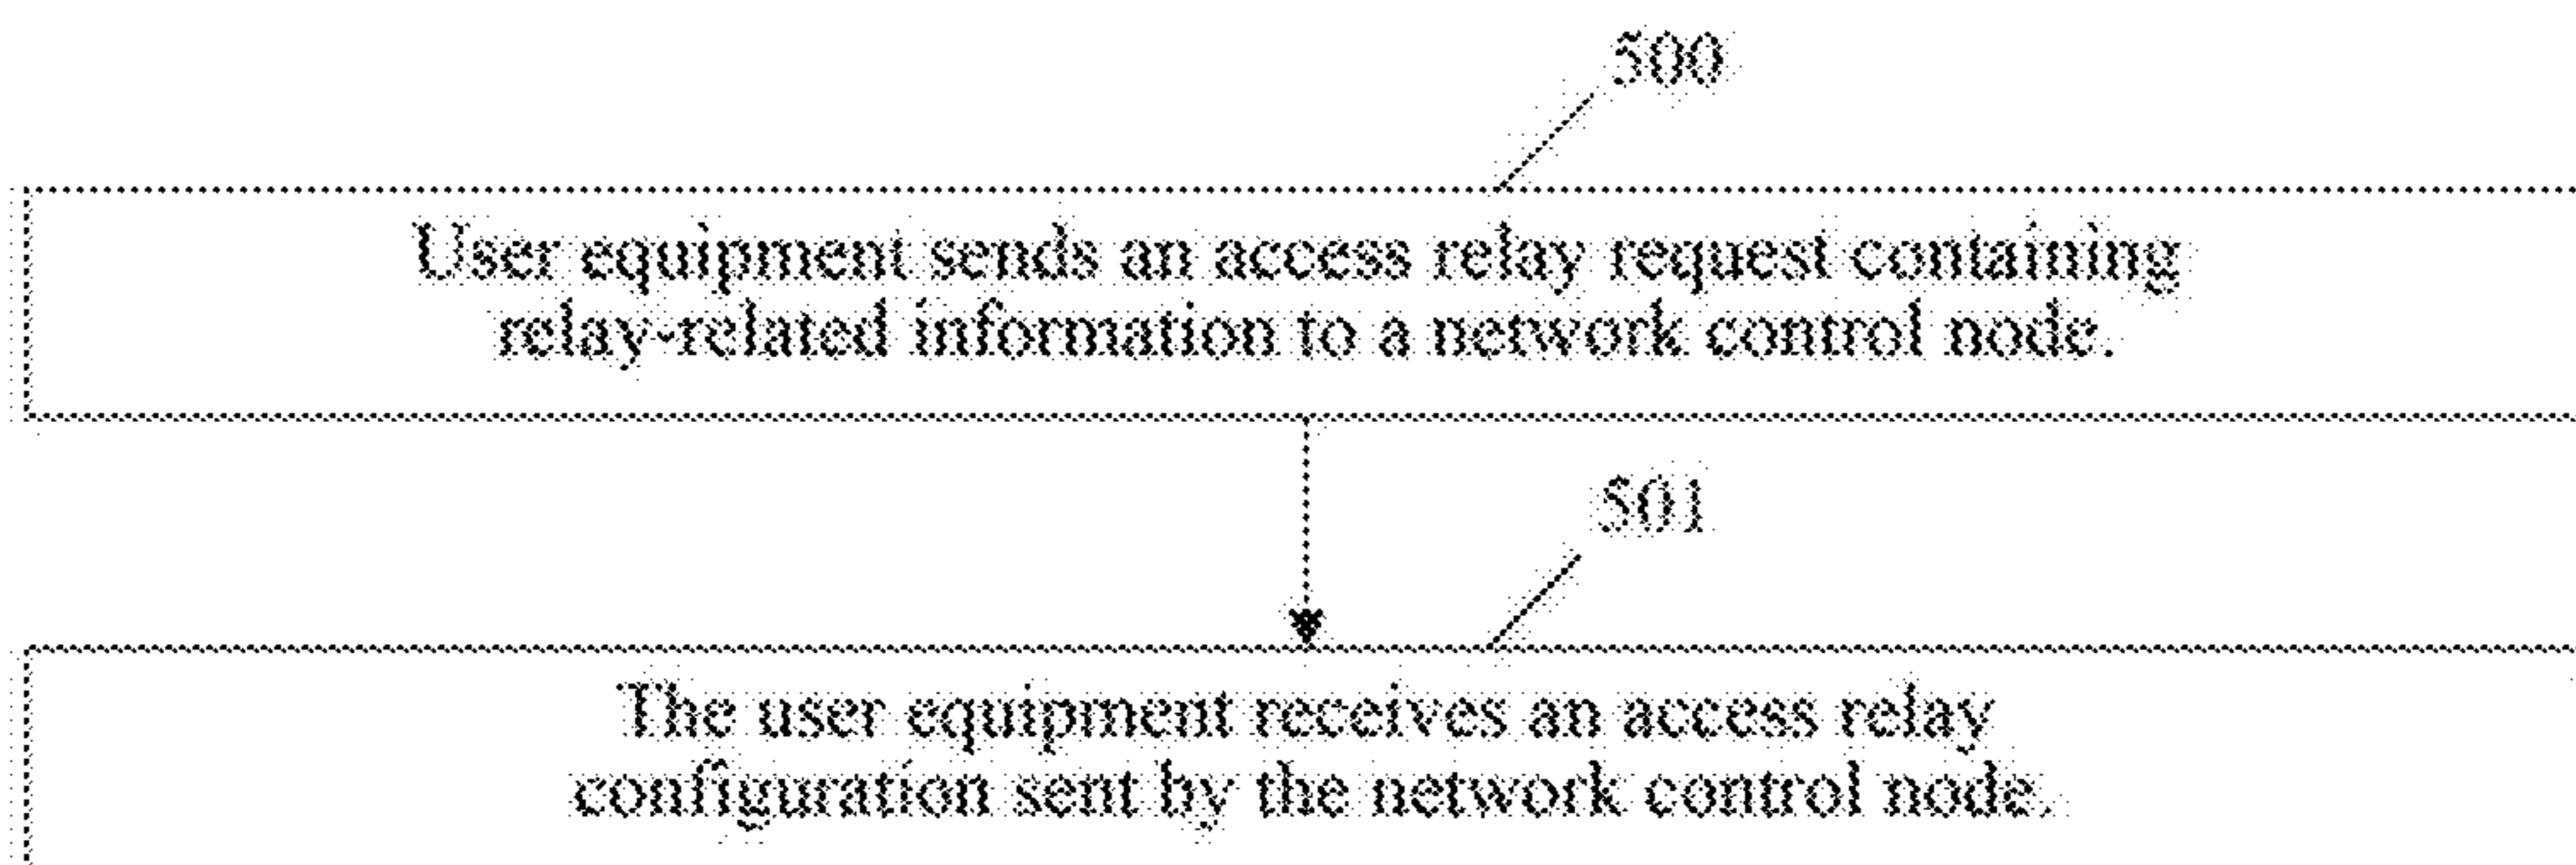 500
User equipment sends an access relay request containing
relay-related information to a network control node.
501
The user equipment receives an access relay
configuration sent by the network control node.